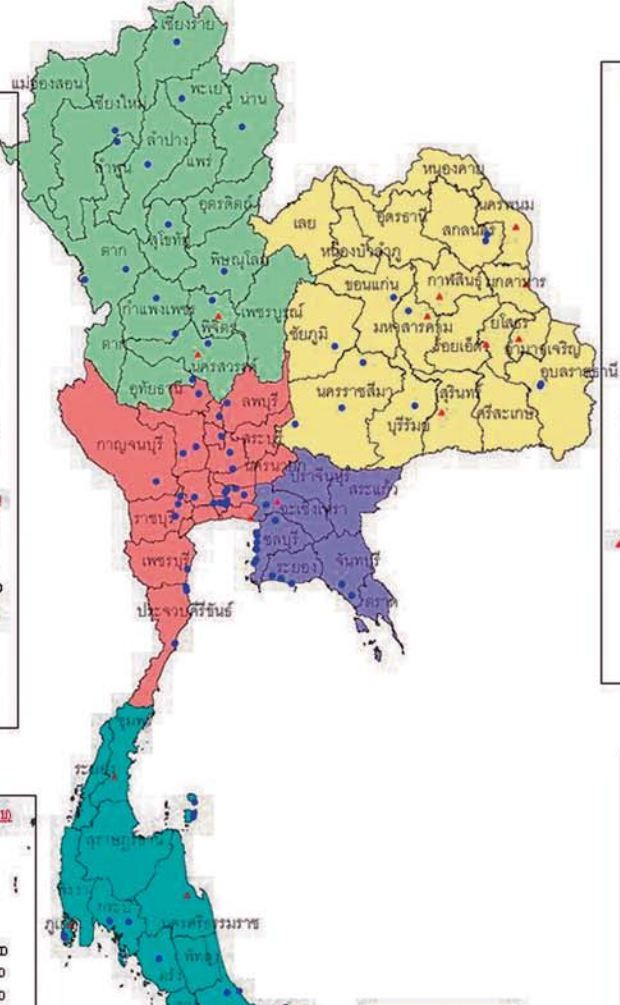 เชียงราย
แม่ฮ่องสอน
พะเยา
น่าน
เชียงใหม่
ลำปาง
ลำพูน
แพร่
อุตรดิตถ์
สุโขทัย
ตาก
พิษณุโลก
กำแพงเพชร
พิจิตร
เพชรบูรณ์
ตาก
นครสวรรค์
อุทัยธานี
หนองคาย
เลย
อุดรธานี
นครพนม
สกลนคร
หนองบัวลำภู
ขอนแก่น
กาฬสินธุ์
มุกดาหาร
ชัยภูมิ
มหาสารคาม
ร้อยเอ็ด
ยโสธร
อำนาจเจริญ
อุบลราชธานี
นครราชสีมา
บุรีรัมย์
สุรินทร์
ศรีสะเกษ
ลพบุรี
กาญจนบุรี
สระบุรี
นครนายก
ปราจีนบุรี
สระแก้ว
ฉะเชิงเทรา
ราชบุรี
ชลบุรี
เพชรบุรี
ระยอง
จันทบุรี
ตราด
ประจวบคีรีขันธ์
ชุมพร
ระนอง
สุราษฎร์ธานี
พังงา
กระบี่
ภูเก็ต
นครศรีธรรมราช
พัทลุง
ตรัง